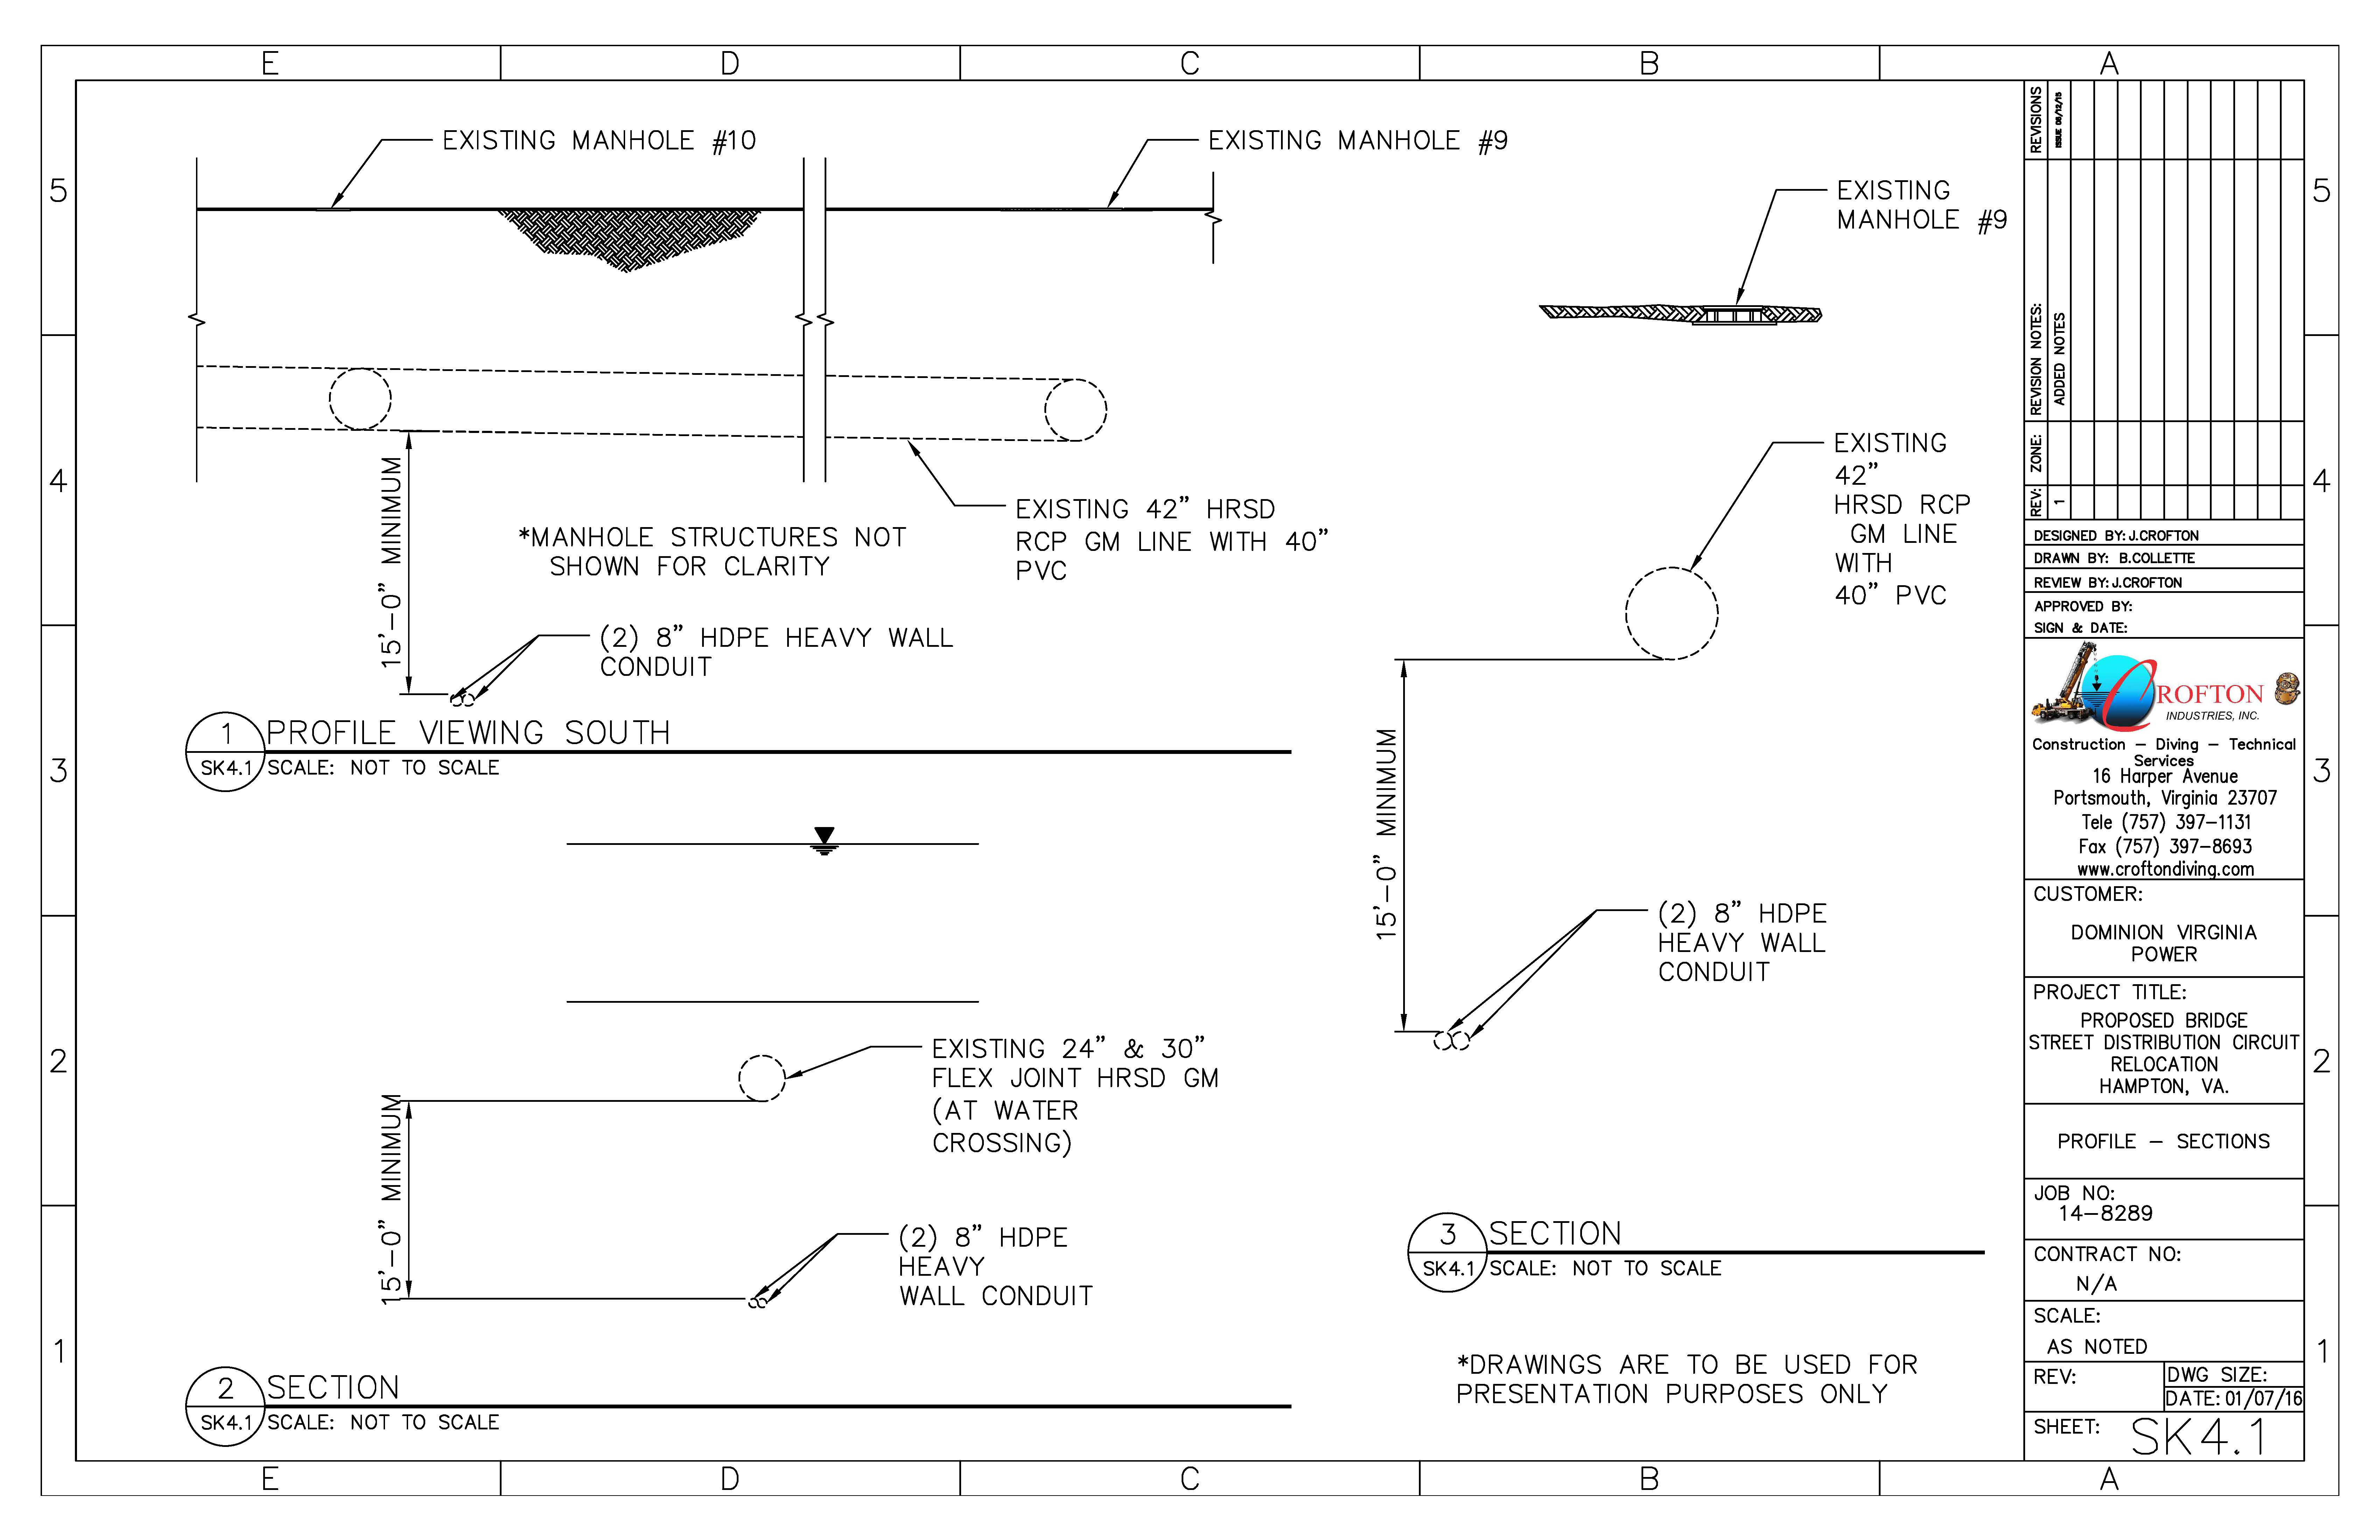 E D C B A
5
4
3
2
1
EXISTING MANHOLE #10
EXISTING MANHOLE #9
15'-0" MINIMUM
*MANHOLE STRUCTURES NOT
SHOWN FOR CLARITY
EXISTING 42" HRSD
RCP GM LINE WITH 40"
PVC
(2) 8" HDPE HEAVY WALL
CONDUIT
1
SK4.1
PROFILE VIEWING SOUTH
SCALE: NOT TO SCALE
EXISTING 24" & 30"
FLEX JOINT HRSD GM
(AT WATER
CROSSING)
15'-0" MINIMUM
(2) 8" HDPE
HEAVY
WALL CONDUIT
2
SK4.1
SECTION
SCALE: NOT TO SCALE
EXISTING
MANHOLE #9
EXISTING
42"
HRSD RCP
GM LINE
WITH
40" PVC
15'-0" MINIMUM
(2) 8" HDPE
HEAVY WALL
CONDUIT
3
SK4.1
SECTION
SCALE: NOT TO SCALE
*DRAWINGS ARE TO BE USED FOR
PRESENTATION PURPOSES ONLY
REV: ZONE: REVISION NOTES: REVISIONS
1 ADDED NOTES ISSUE
DESIGNED BY: J.CROFTON
DRAWN BY: B.COLLETTE
REVIEW BY: J.CROFTON
APPROVED BY:
SIGN & DATE:
CROFTON
INDUSTRIES, INC.
Construction - Diving - Technical
Services
16 Harper Avenue
Portsmouth, Virginia 23707
Tele (757) 397-1131
Fax (757) 397-8693
www.croftondiving.com
CUSTOMER:
DOMINION VIRGINIA
POWER
PROJECT TITLE:
PROPOSED BRIDGE
STREET DISTRIBUTION CIRCUIT
RELOCATION
HAMPTON, VA.
PROFILE - SECTIONS
JOB NO:
14-8289
CONTRACT NO:
N/A
SCALE:
AS NOTED
REV:
DWG SIZE:
DATE: 01/07/16
SHEET: SK4.1
5
4
3
2
1
E D C B A